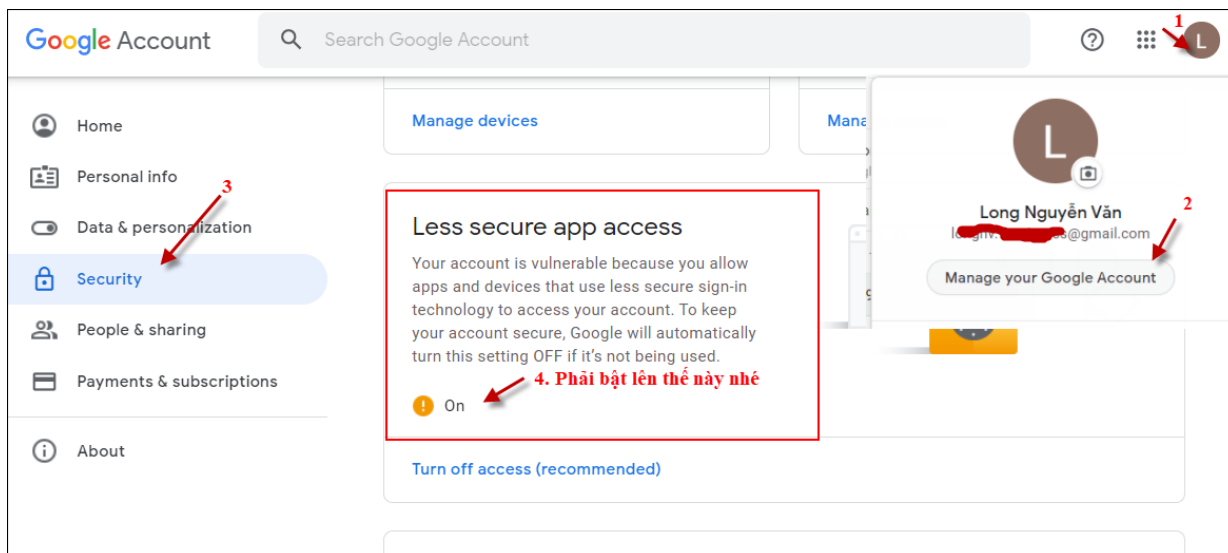 Google Account
Search Google Account
1
L
Home
Personal info
3
Data & personalization
Security
People & sharing
Payments & subscriptions
About
Manage devices
Mana
L
Long Nguyễn Văn
s@gmail.com
2
Manage your Google Account
Less secure app access
Your account is vulnerable because you allow
apps and devices that use less secure sign-in
technology to access your account. To keep
your account secure, Google will automatically
turn this setting OFF if it's not being used.
4. Phải bật lên thế này nhé
On
Turn off access (recommended)